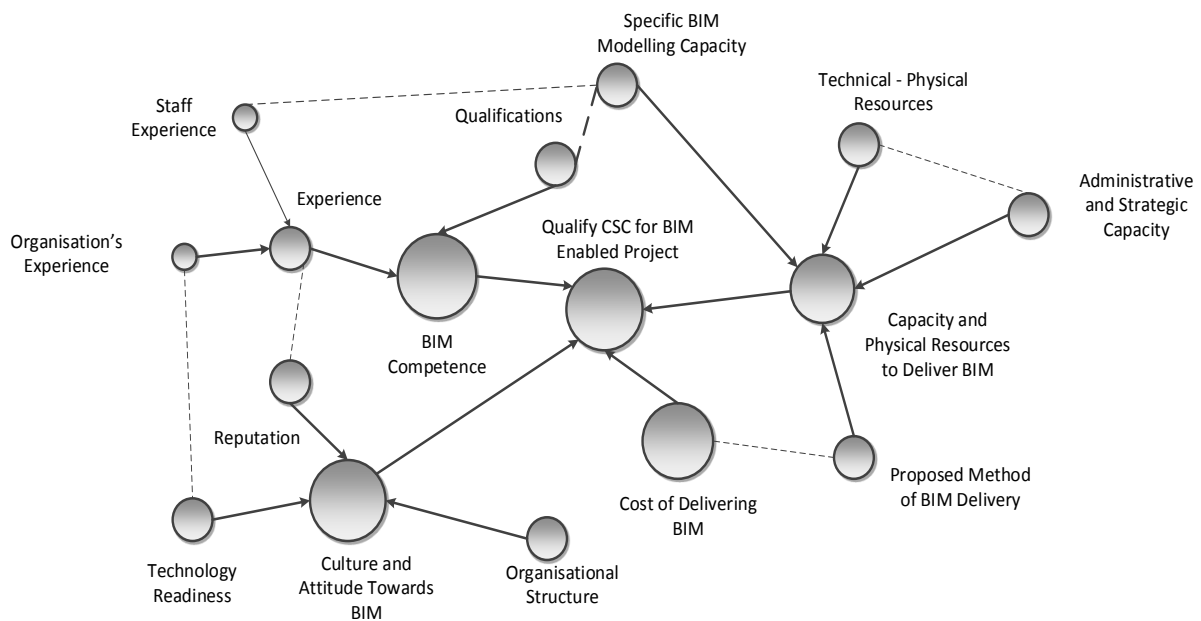 Specific BIM
Modelling Capacity
Technical - Physical
Resources
Staff
Experience
Qualifications
Administrative
and Strategic
Capacity
Experience
Organisation’s
Experience
Qualify CSC for BIM
Enabled Project
BIM
Competence
Capacity and
Physical Resources
to Deliver BIM
Reputation
Proposed Method
of BIM Delivery
Cost of Delivering
BIM
Technology
Readiness
Culture and
Attitude Towards
BIM
Organisational
Structure